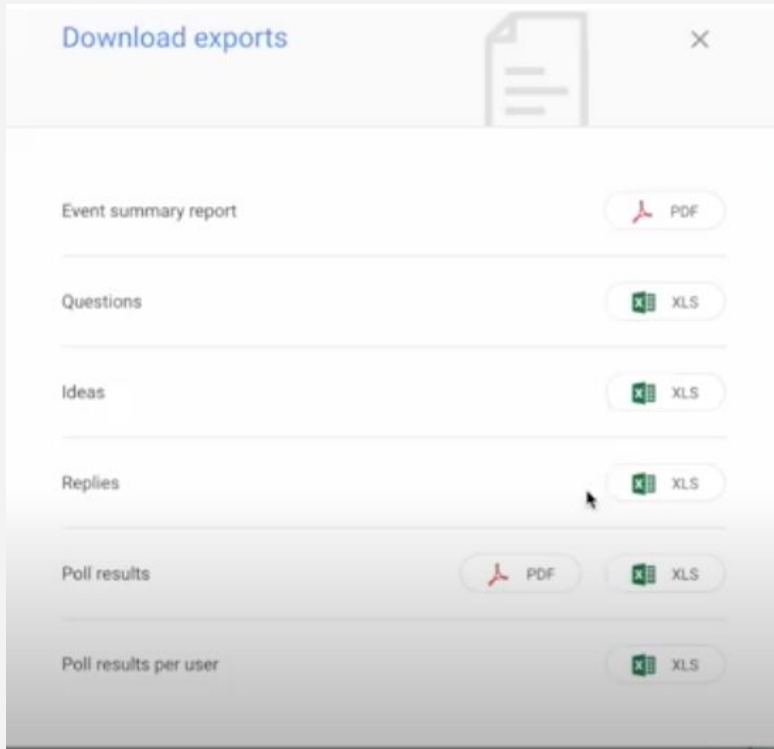 Download exports
Event summary report PDF
Questions XLS
Ideas XLS
Replies XLS
Poll results PDF XLS
Poll results per user XLS